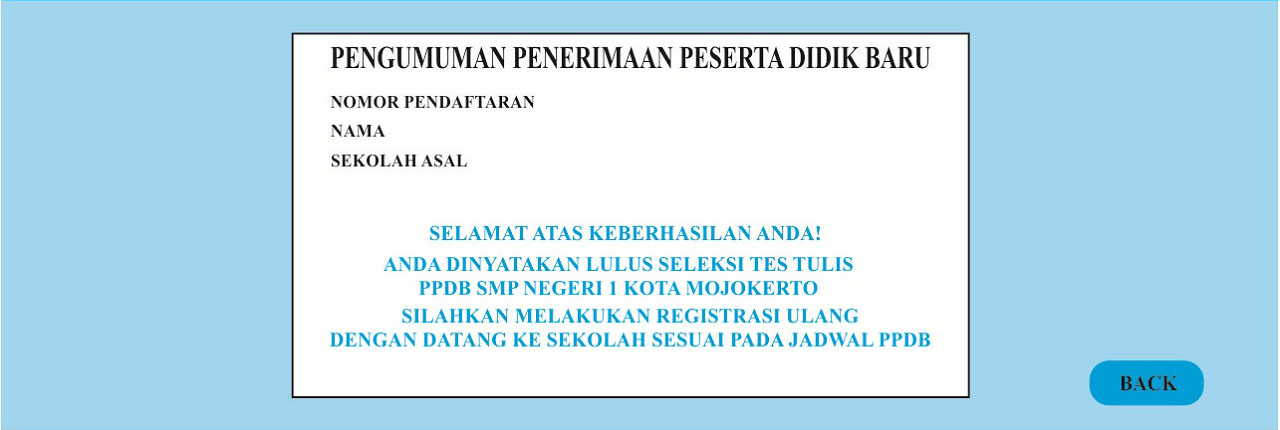 PENGUMUMAN PENERIMAAN PESERTA DIDIK BARU
NOMOR PENDAFTARAN
NAMA
SEKOLAH ASAL
SELAMAT ATAS KEBERHASILAN ANDA!
ANDA DINYATAKAN LULUS SELEKSI TES TULIS
PPDB SMP NEGERI 1 KOTA MOJOKERTO
SILAHKAN MELAKUKAN REGISTRASI ULANG
DENGAN DATANG KE SEKOLAH SESUAI PADA JADWAL PPDB
BACK